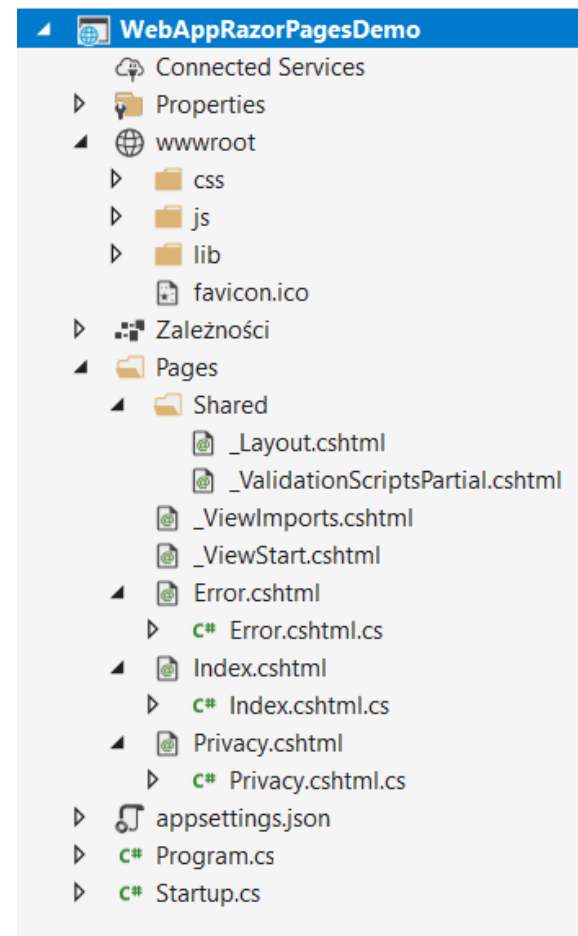 WebAppRazorPagesDemo
Connected Services
Properties
wwwroot
css
js
lib
favicon.ico
Zależności
Pages
Shared
_Layout.cshtml
_ValidationScriptsPartial.cshtml
_ViewImports.cshtml
_ViewStart.cshtml
Error.cshtml
C# Error.cshtml.cs
Index.cshtml
C# Index.cshtml.cs
Privacy.cshtml
C# Privacy.cshtml.cs
appsettings.json
C# Program.cs
C# Startup.cs